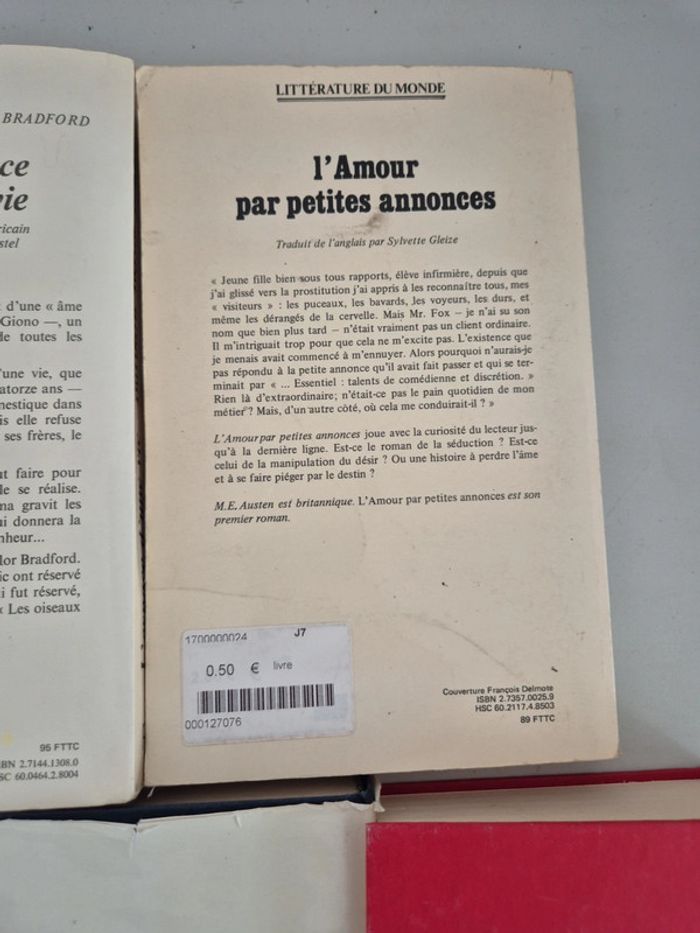 BRADFORD
ce
vie
ricain
stel
t d'une « âme
Giono —, un
de toutes les
'une vie, que
atorze ans —
nestique dans
is elle refuse
ses frères, le
nt faire pour
le se réalise.
ma gravit les
ui donnera la
nheur...
lor Bradford.
ic ont réservé
i fut réservé,
« Les oiseaux
95 FTTC
BN 2.7144.1308.0
SC 60.0464.2.8004
LITTÉRATURE DU MONDE
l'Amour
par petites annonces
Traduit de l'anglais par Sylvette Gleize
« Jeune fille bien sous tous rapports, élève infirmière, depuis que
j'ai glissé vers la prostitution j'ai appris à les reconnaître tous, mes
« visiteurs » : les puceaux, les bavards, les voyeurs, les durs, et
même les dérangés de la cervelle. Mais Mr. Fox – je n'ai su son
nom que bien plus tard – n'était vraiment pas un client ordinaire.
Il m'intriguait trop pour que cela ne m'excite pas. L'existence que
je menais avait commencé à m'ennuyer. Alors pourquoi n'aurais-je
pas répondu à la petite annonce qu'il avait fait passer et qui se ter-
minait par « ... Essentiel : talents de comédienne et discrétion. »
Rien là d'extraordinaire; n'était-ce pas le pain quotidien de mon
métier ? Mais, d'un autre côté, où cela me conduirait-il ? »
L'Amour par petites annonces joue avec la curiosité du lecteur jus-
qu'à la dernière ligne. Est-ce le roman de la séduction ? Est-ce
celui de la manipulation du désir ? Ou une histoire à perdre l'âme
et à se faire piéger par le destin ?
M.E. Austen est britannique. L'Amour par petites annonces est son
premier roman.
1700000024 J7
0.50 € livre
000127076
Couverture François Delmote
ISBN 2.7357.0025.9
HSC 60.2117.4.8503
89 FTTC